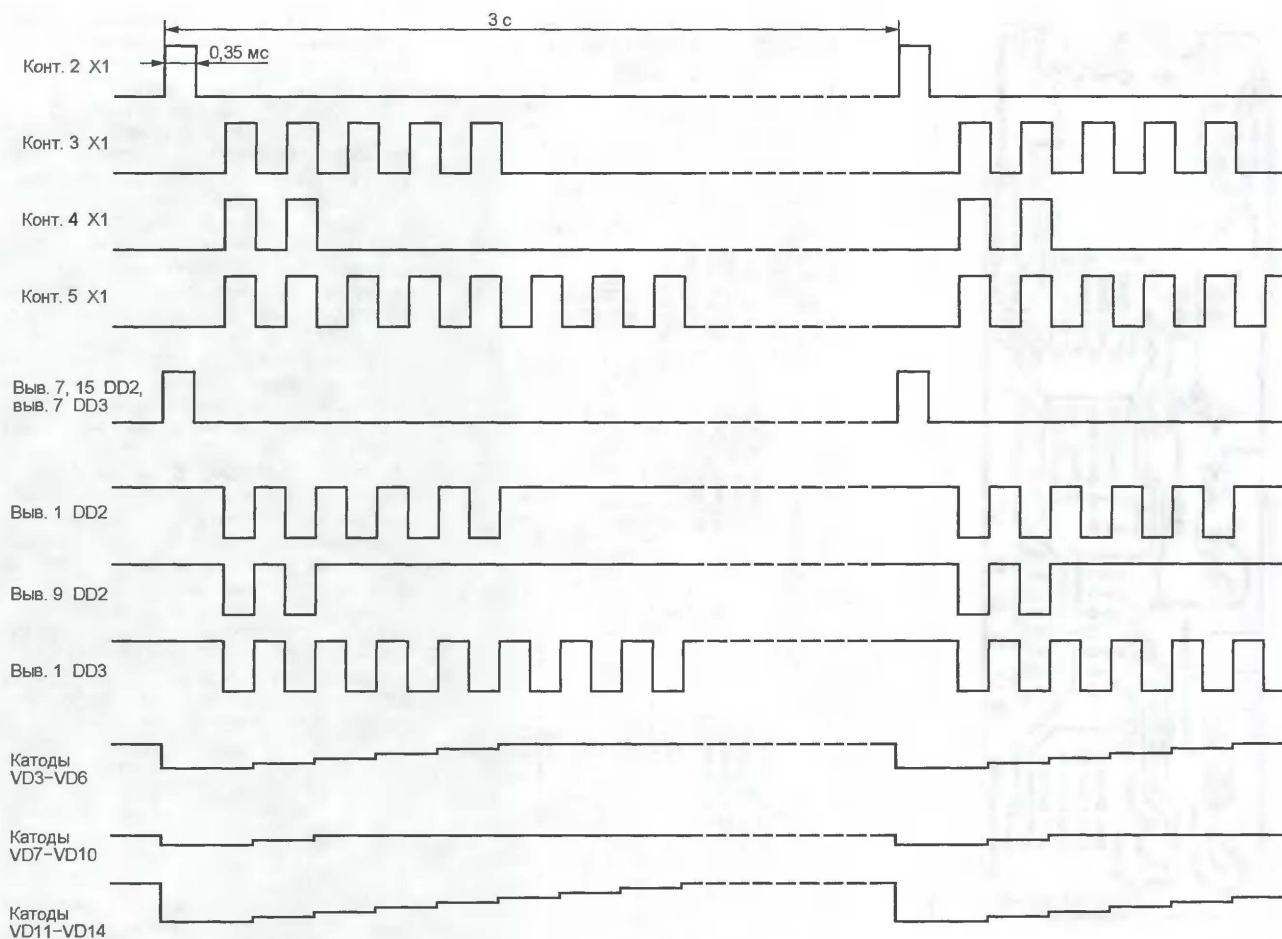 3 с
0,35 мс
Конт. 2 X1
Конт. 3 X1
Конт. 4 X1
Конт. 5 X1
Выв. 7, 15 DD2,
выв. 7 DD3
Выв. 1 DD2
Выв. 9 DD2
Выв. 1 DD3
Катоды
VD3–VD6
Катоды
VD7–VD10
Катоды
VD11–VD14